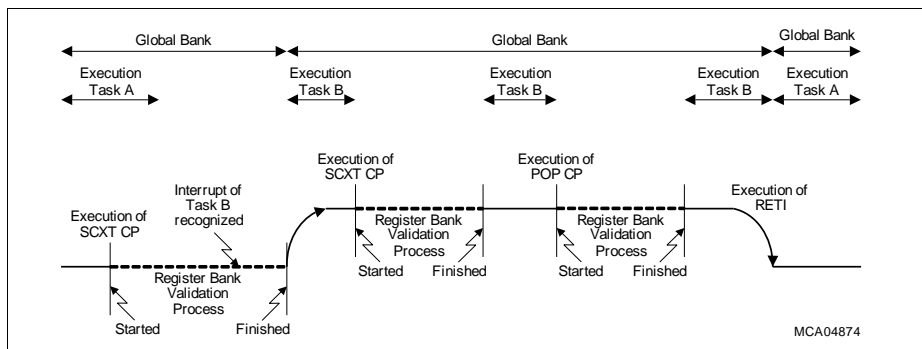 Global Bank
Global Bank
Global Bank
Execution
Task A
Execution
Task B
Execution
Task B
Execution
Task B
Execution
Task A
Execution of
SCXT CP
Execution of
POP CP
Interrupt of
Task B
recognized
Execution of
RETI
Execution of
SCXT CP
Register Bank
Validation
Process
Register Bank
Validation
Process
Started
Finished
Started
Finished
Register Bank
Validation
Process
Started
Finished
MCA04874